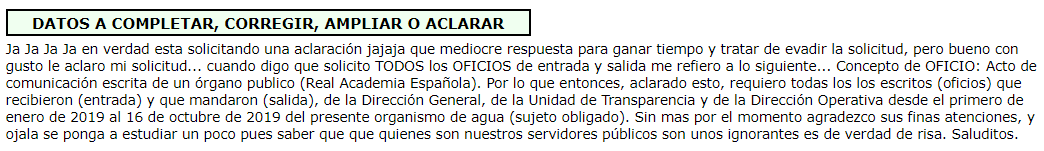 DATOS A COMPLETAR, CORREGIR, AMPLIAR O ACLARAR
Ja Ja Ja Ja en verdad esta solicitando una aclaración jajaja que mediocre respuesta para ganar tiempo y tratar de evadir la solicitud, pero bueno con
gusto le aclaro mi solicitud... cuando digo que solicito TODOS los OFICIOS de entrada y salida me refiero a lo siguiente... Concepto de OFICIO: Acto de
comunicación escrita de un órgano publico (Real Academia Española). Por lo que entonces, aclarado esto, requiero todas los los escritos (oficios) que
recibieron (entrada) y que mandaron (salida), de la Dirección General, de la Unidad de Transparencia y de la Dirección Operativa desde el primero de
enero de 2019 al 16 de octubre de 2019 del presente organismo de agua (sujeto obligado). Sin mas por el momento agradezco sus finas atenciones, y
ojala se ponga a estudiar un poco pues saber que que quienes son nuestros servidores públicos son unos ignorantes es de verdad de risa. Saluditos.